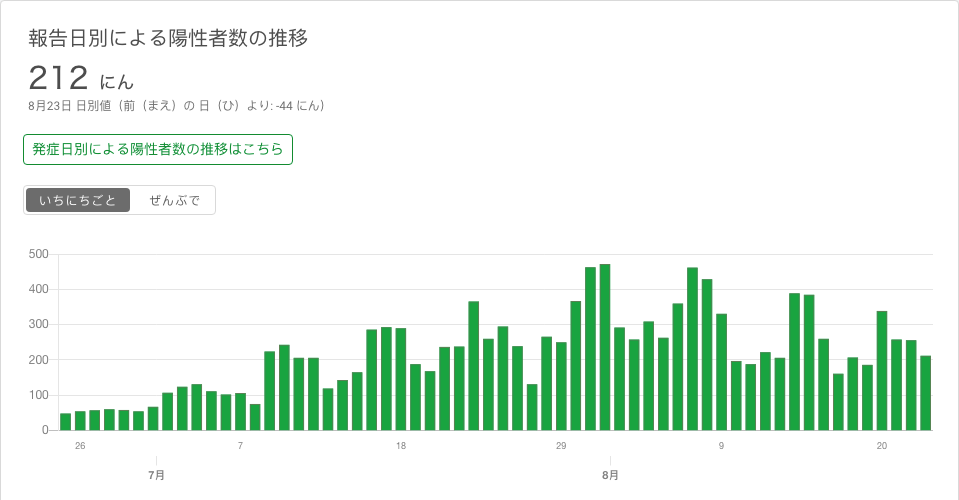 報告日別による陽性者数の推移
212 にん
8月23日 日別値（前（まえ）の 日（ひ）より: -44 にん）
発症日別による陽性者数の推移はこちら
いちにちごと ぜんぶで
500
400
300
200
100
0
26 7 18 29 9 20
7月 8月